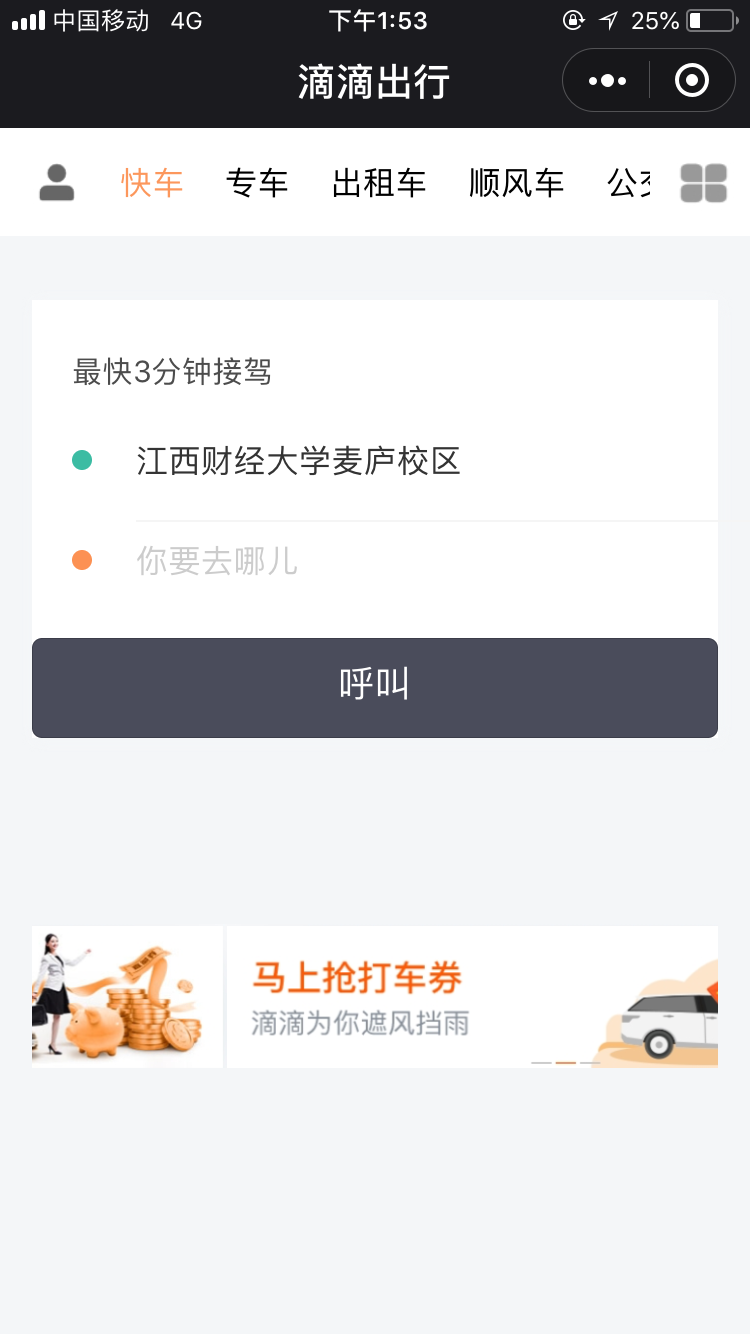 中国移动 4G 下午1:53 25%
滴滴出行
快车 专车 出租车 顺风车 公
最快3分钟接驾
江西财经大学麦庐校区
你要去哪儿
呼叫
马上抢打车券
滴滴为你遮风挡雨